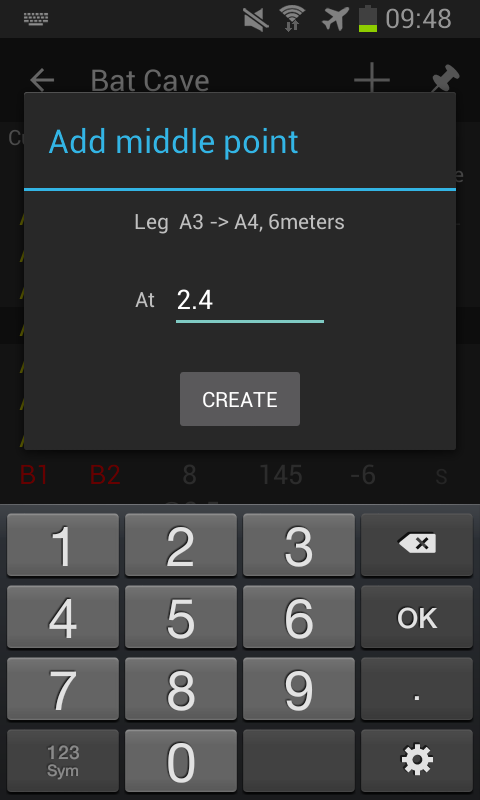 09:48
Bat Cave
Add middle point
Leg A3 -> A4, 6meters
At 2.4
CREATE
B1 B2 8 145 -6 s
1 2 3
4 5 6 OK
7 8 9 .
123 Sym 0